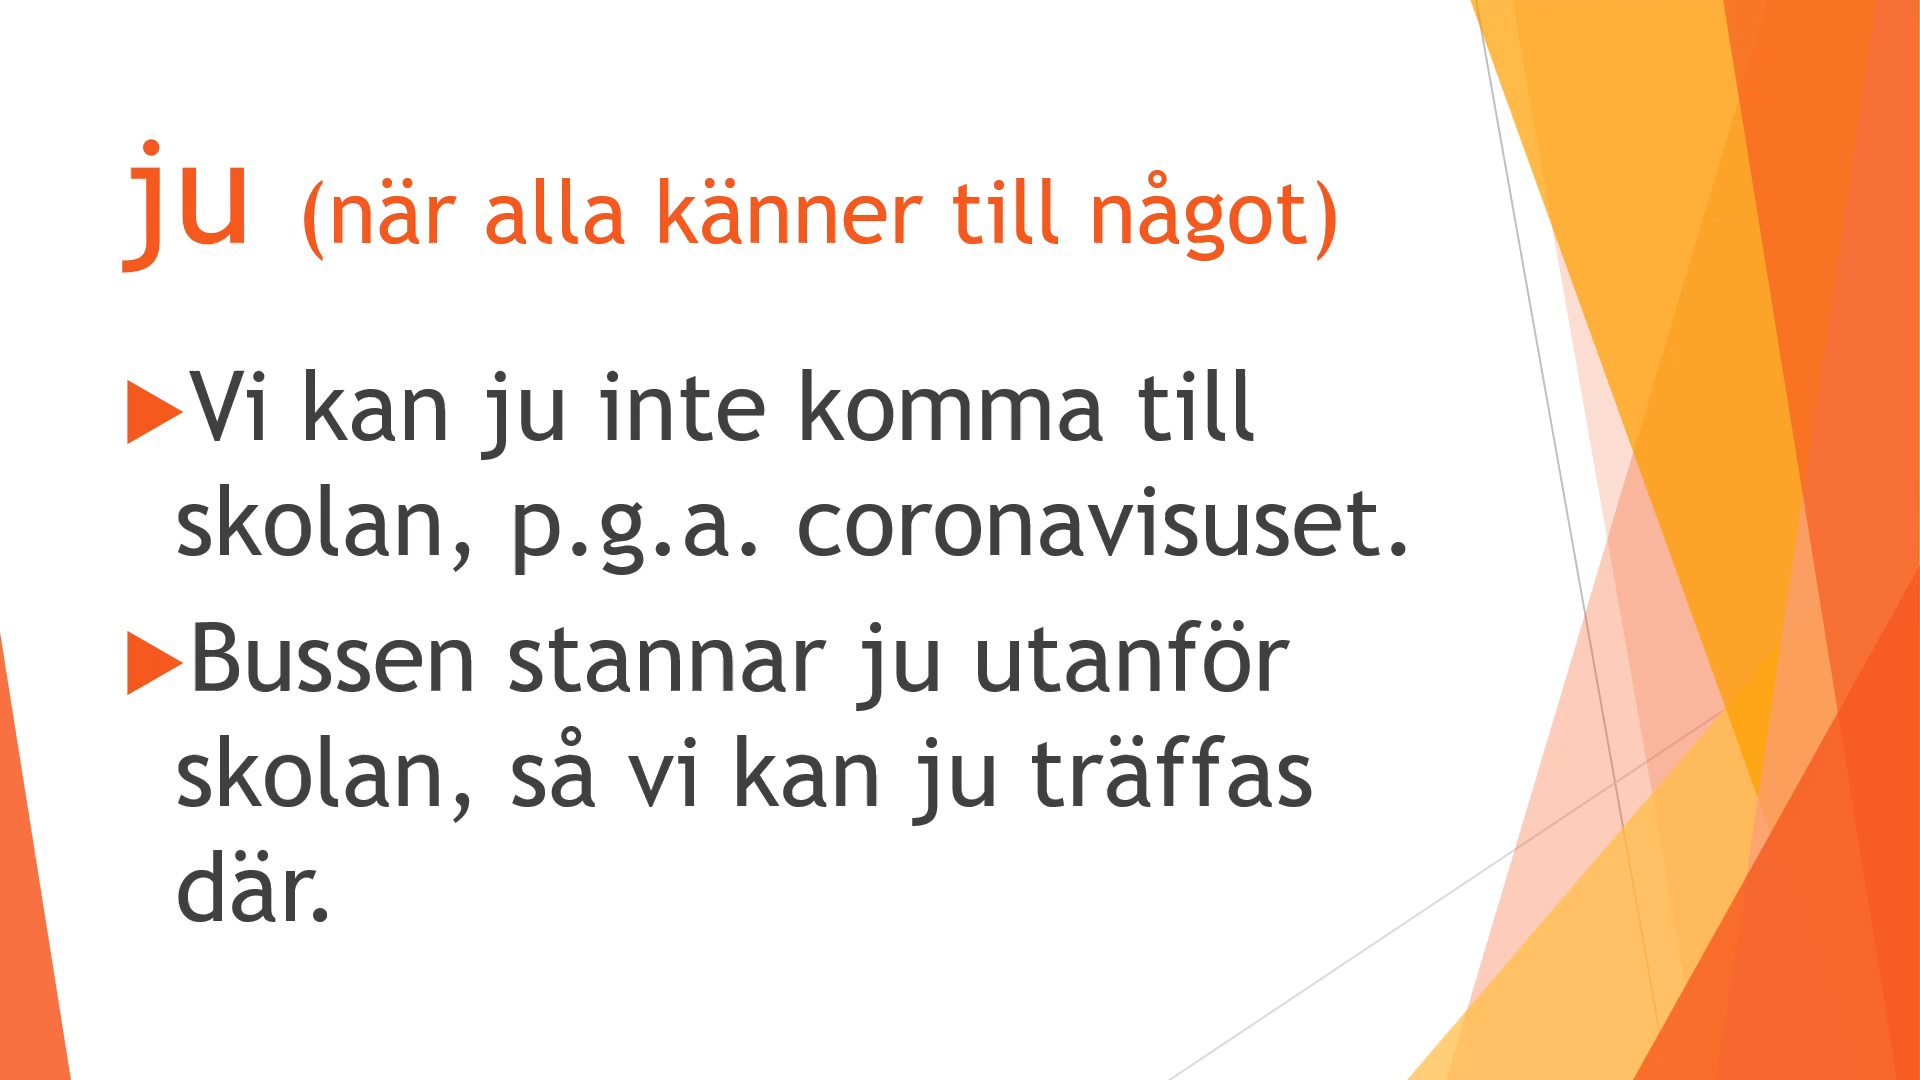 ju (när alla känner till något)
Vi kan ju inte komma till
skolan, p.g.a. coronavisuset.
Bussen stannar ju utanför
skolan, så vi kan ju träffas
där.